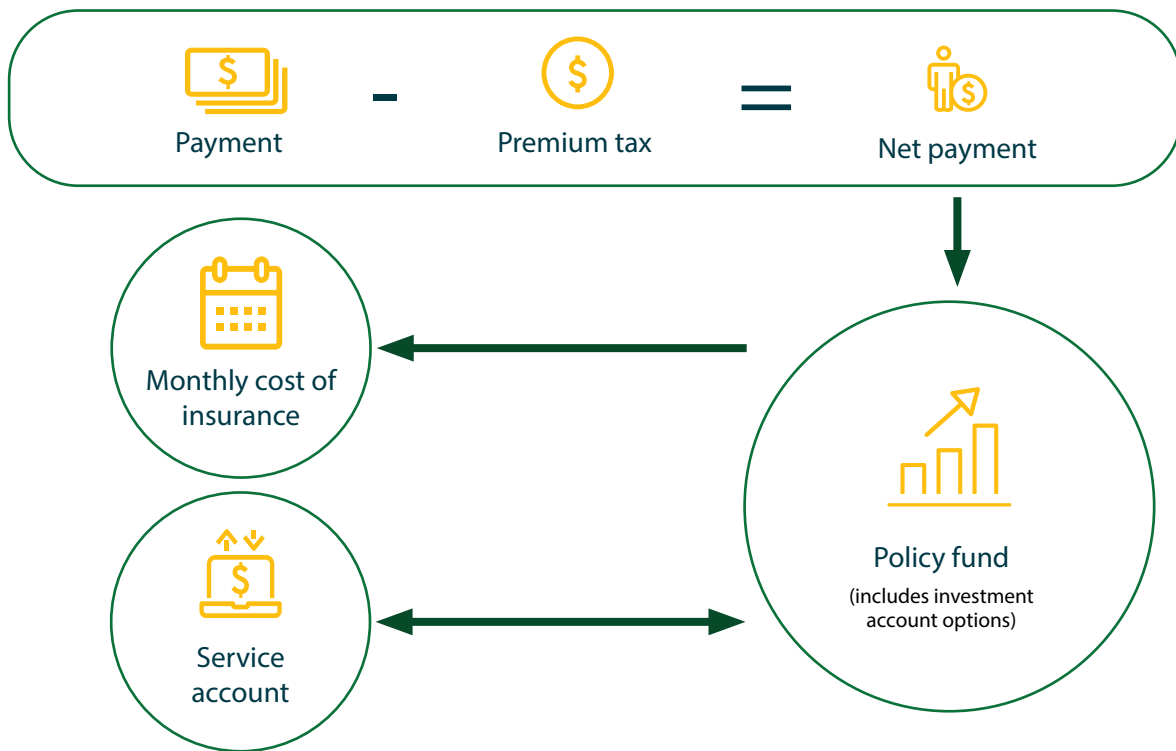 Payment
-
Premium tax
=
Net payment
Monthly cost of
insurance
Policy fund
(includes investment
account options)
Service
account